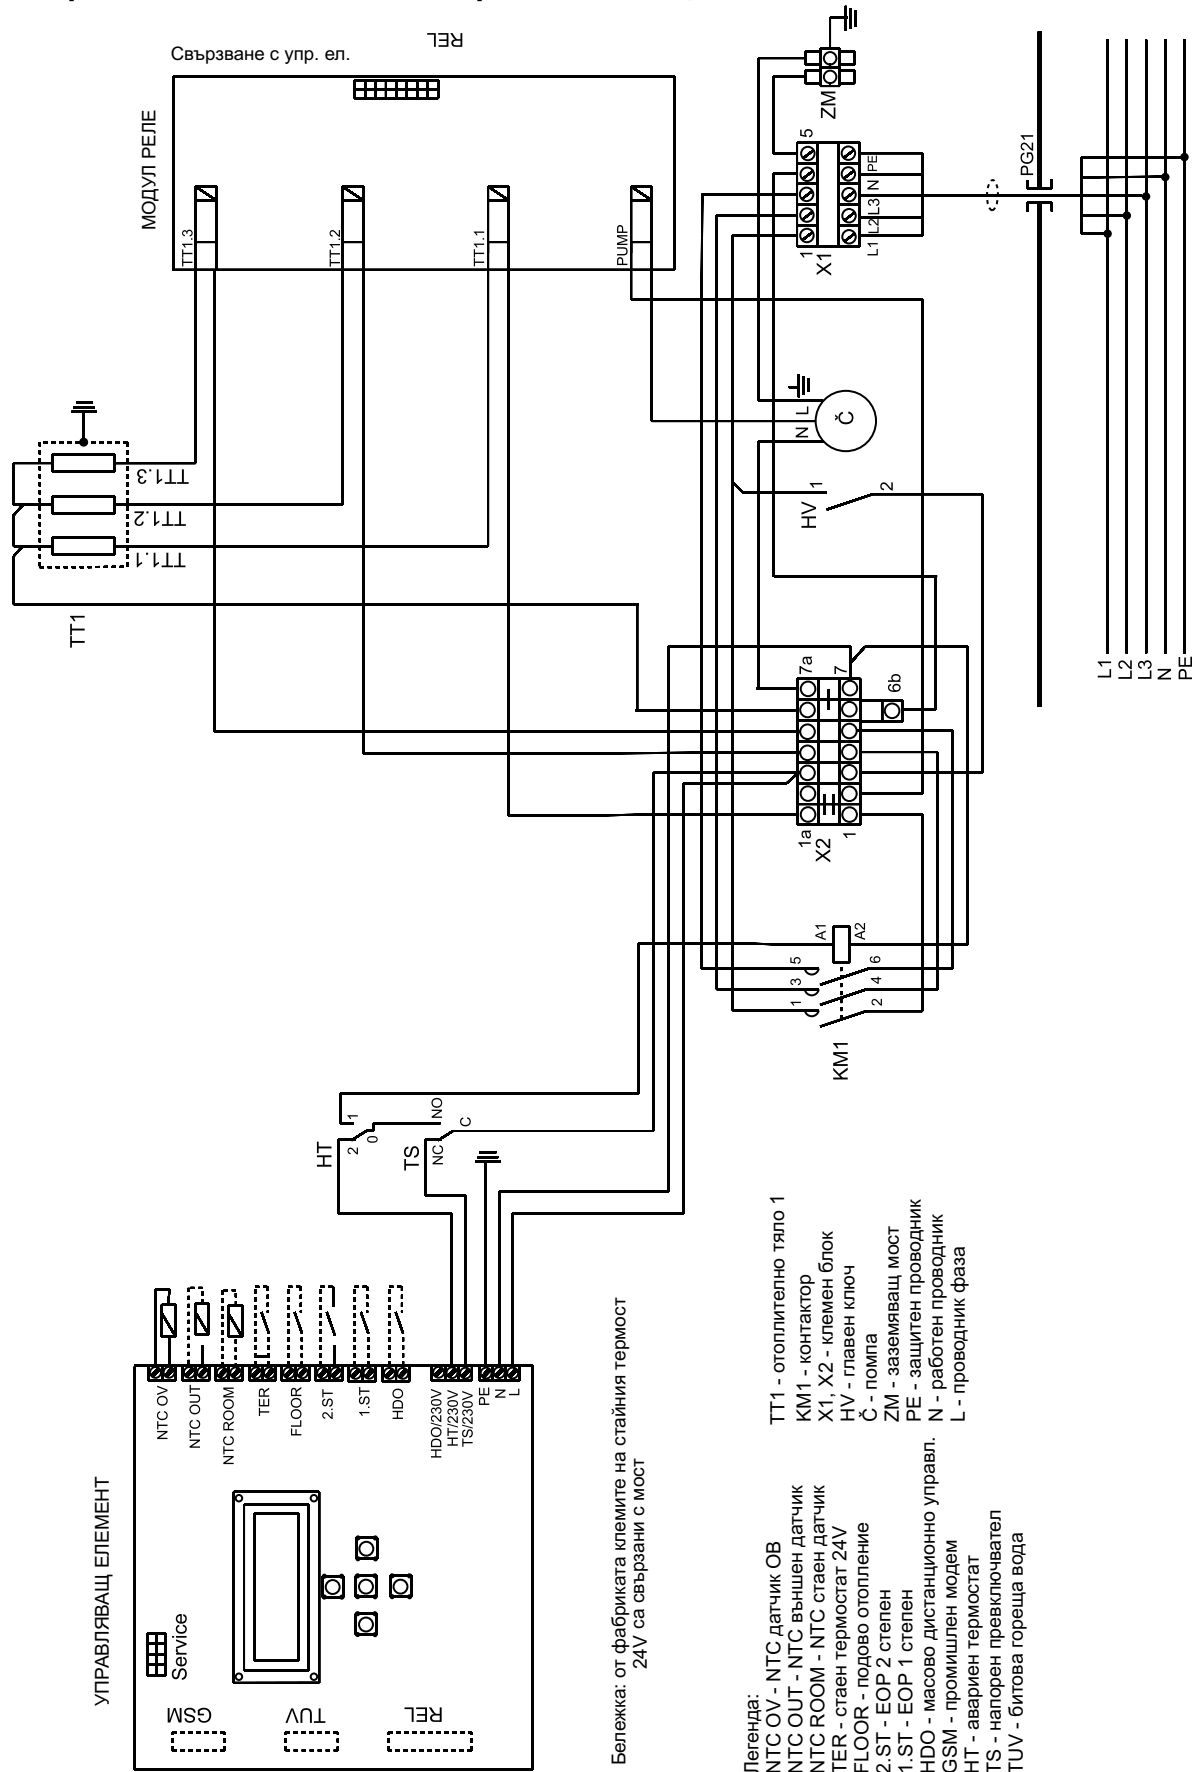 Свързване с упр. ел.
REL
МОДУЛ РЕЛЕ
TT1.3
TT1.2
TT1.1
PUMP
ZM
5
1
X1
L1 L2 L3 N PE
PG21
TT1.3
TT1.2
TT1.1
TT1
N L
Č
HV
1
2
7a
7
6b
1a
1
X2
L1
L2
L3
N
PE
A1
A2
1 3 5
2 4 6
KM1
HT
2
1
0
TS
NO
NC
C
УПРАВЛЯВАЩ ЕЛЕМЕНТ
Service
GSM
TUV
REL
NTC OV
NTC OUT
NTC ROOM
TER
FLOOR
2.ST
1.ST
HDO
HDO/230V
HT/230V
TS/230V
PE
N
L
Бележка: от фабриката клемите на стайния термост
24V са свързани с мост
Легенда:
NTC OV - NTC датчик ОВ
NTC OUT - NTC външен датчик
NTC ROOM - NTC стаен датчик
TER - стаен термостат 24V
FLOOR - подово отопление
2.ST - EOP 2 степен
1.ST - EOP 1 степен
HDO - масово дистанционно управл.
GSM - промишлен модем
HT - авариен термостат
TS - напорен превключвател
TUV - битова гореща вода
TT1 - отоплително тяло 1
KM1 - контактор
X1, X2 - клемен блок
HV - главен ключ
Č - помпа
ZM - заземяващ мост
PE - защитен проводник
N - работен проводник
L - проводник фаза